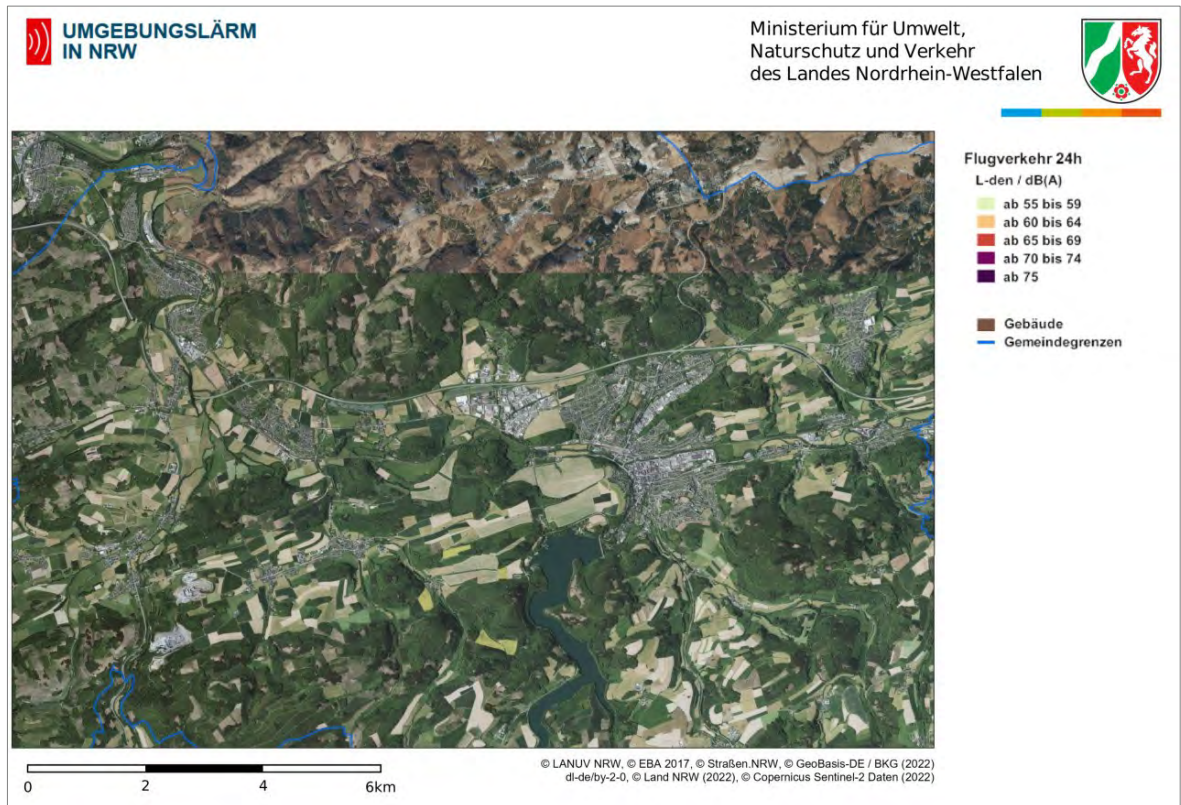 UMGEBUNGSLÄRM
IN NRW
Ministerium für Umwelt,
Naturschutz und Verkehr
des Landes Nordrhein-Westfalen
Flugverkehr 24h
L-den / dB(A)
ab 55 bis 59
ab 60 bis 64
ab 65 bis 69
ab 70 bis 74
ab 75
Gebäude
Gemeindegrenzen
0 2 4 6km
© LANUV NRW, © EBA 2017, © Straßen.NRW, © GeoBasis-DE / BKG (2022)
dl-de/by-2-0, © Land NRW (2022), © Copernicus Sentinel-2 Daten (2022)